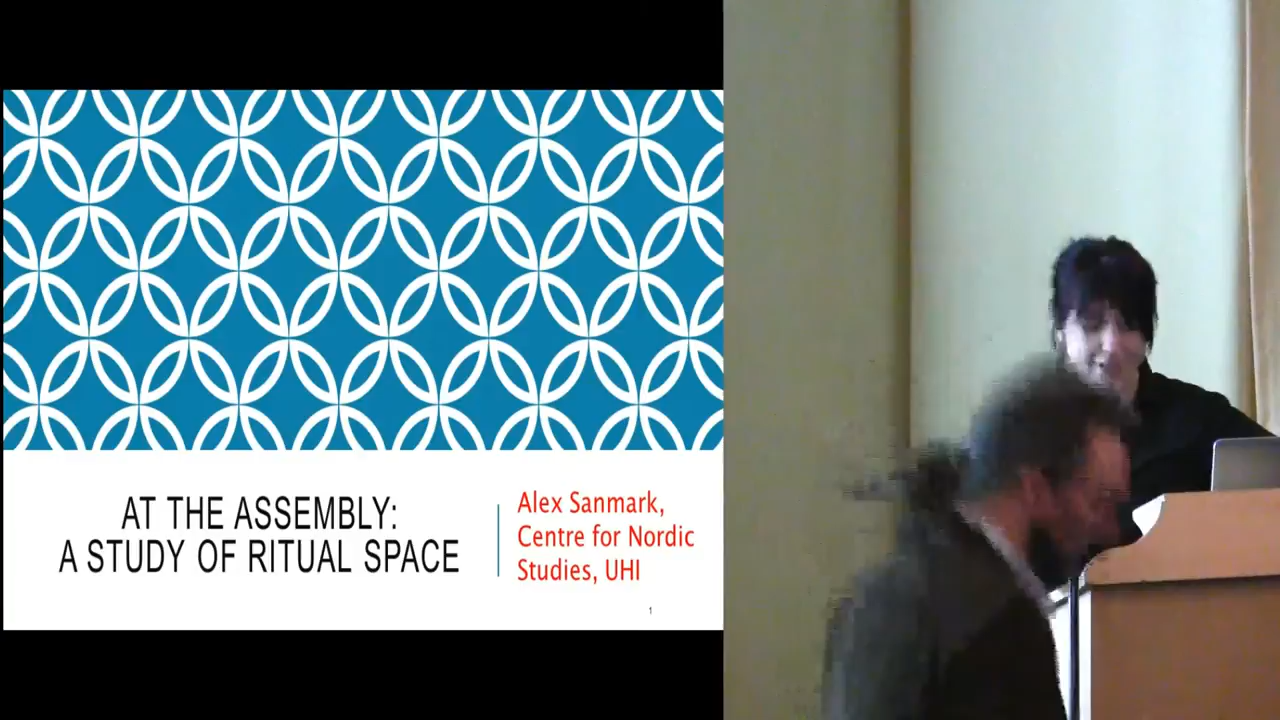 AT THE ASSEMBLY:
A STUDY OF RITUAL SPACE
Alex Sanmark,
Centre for Nordic
Studies, UHI
1